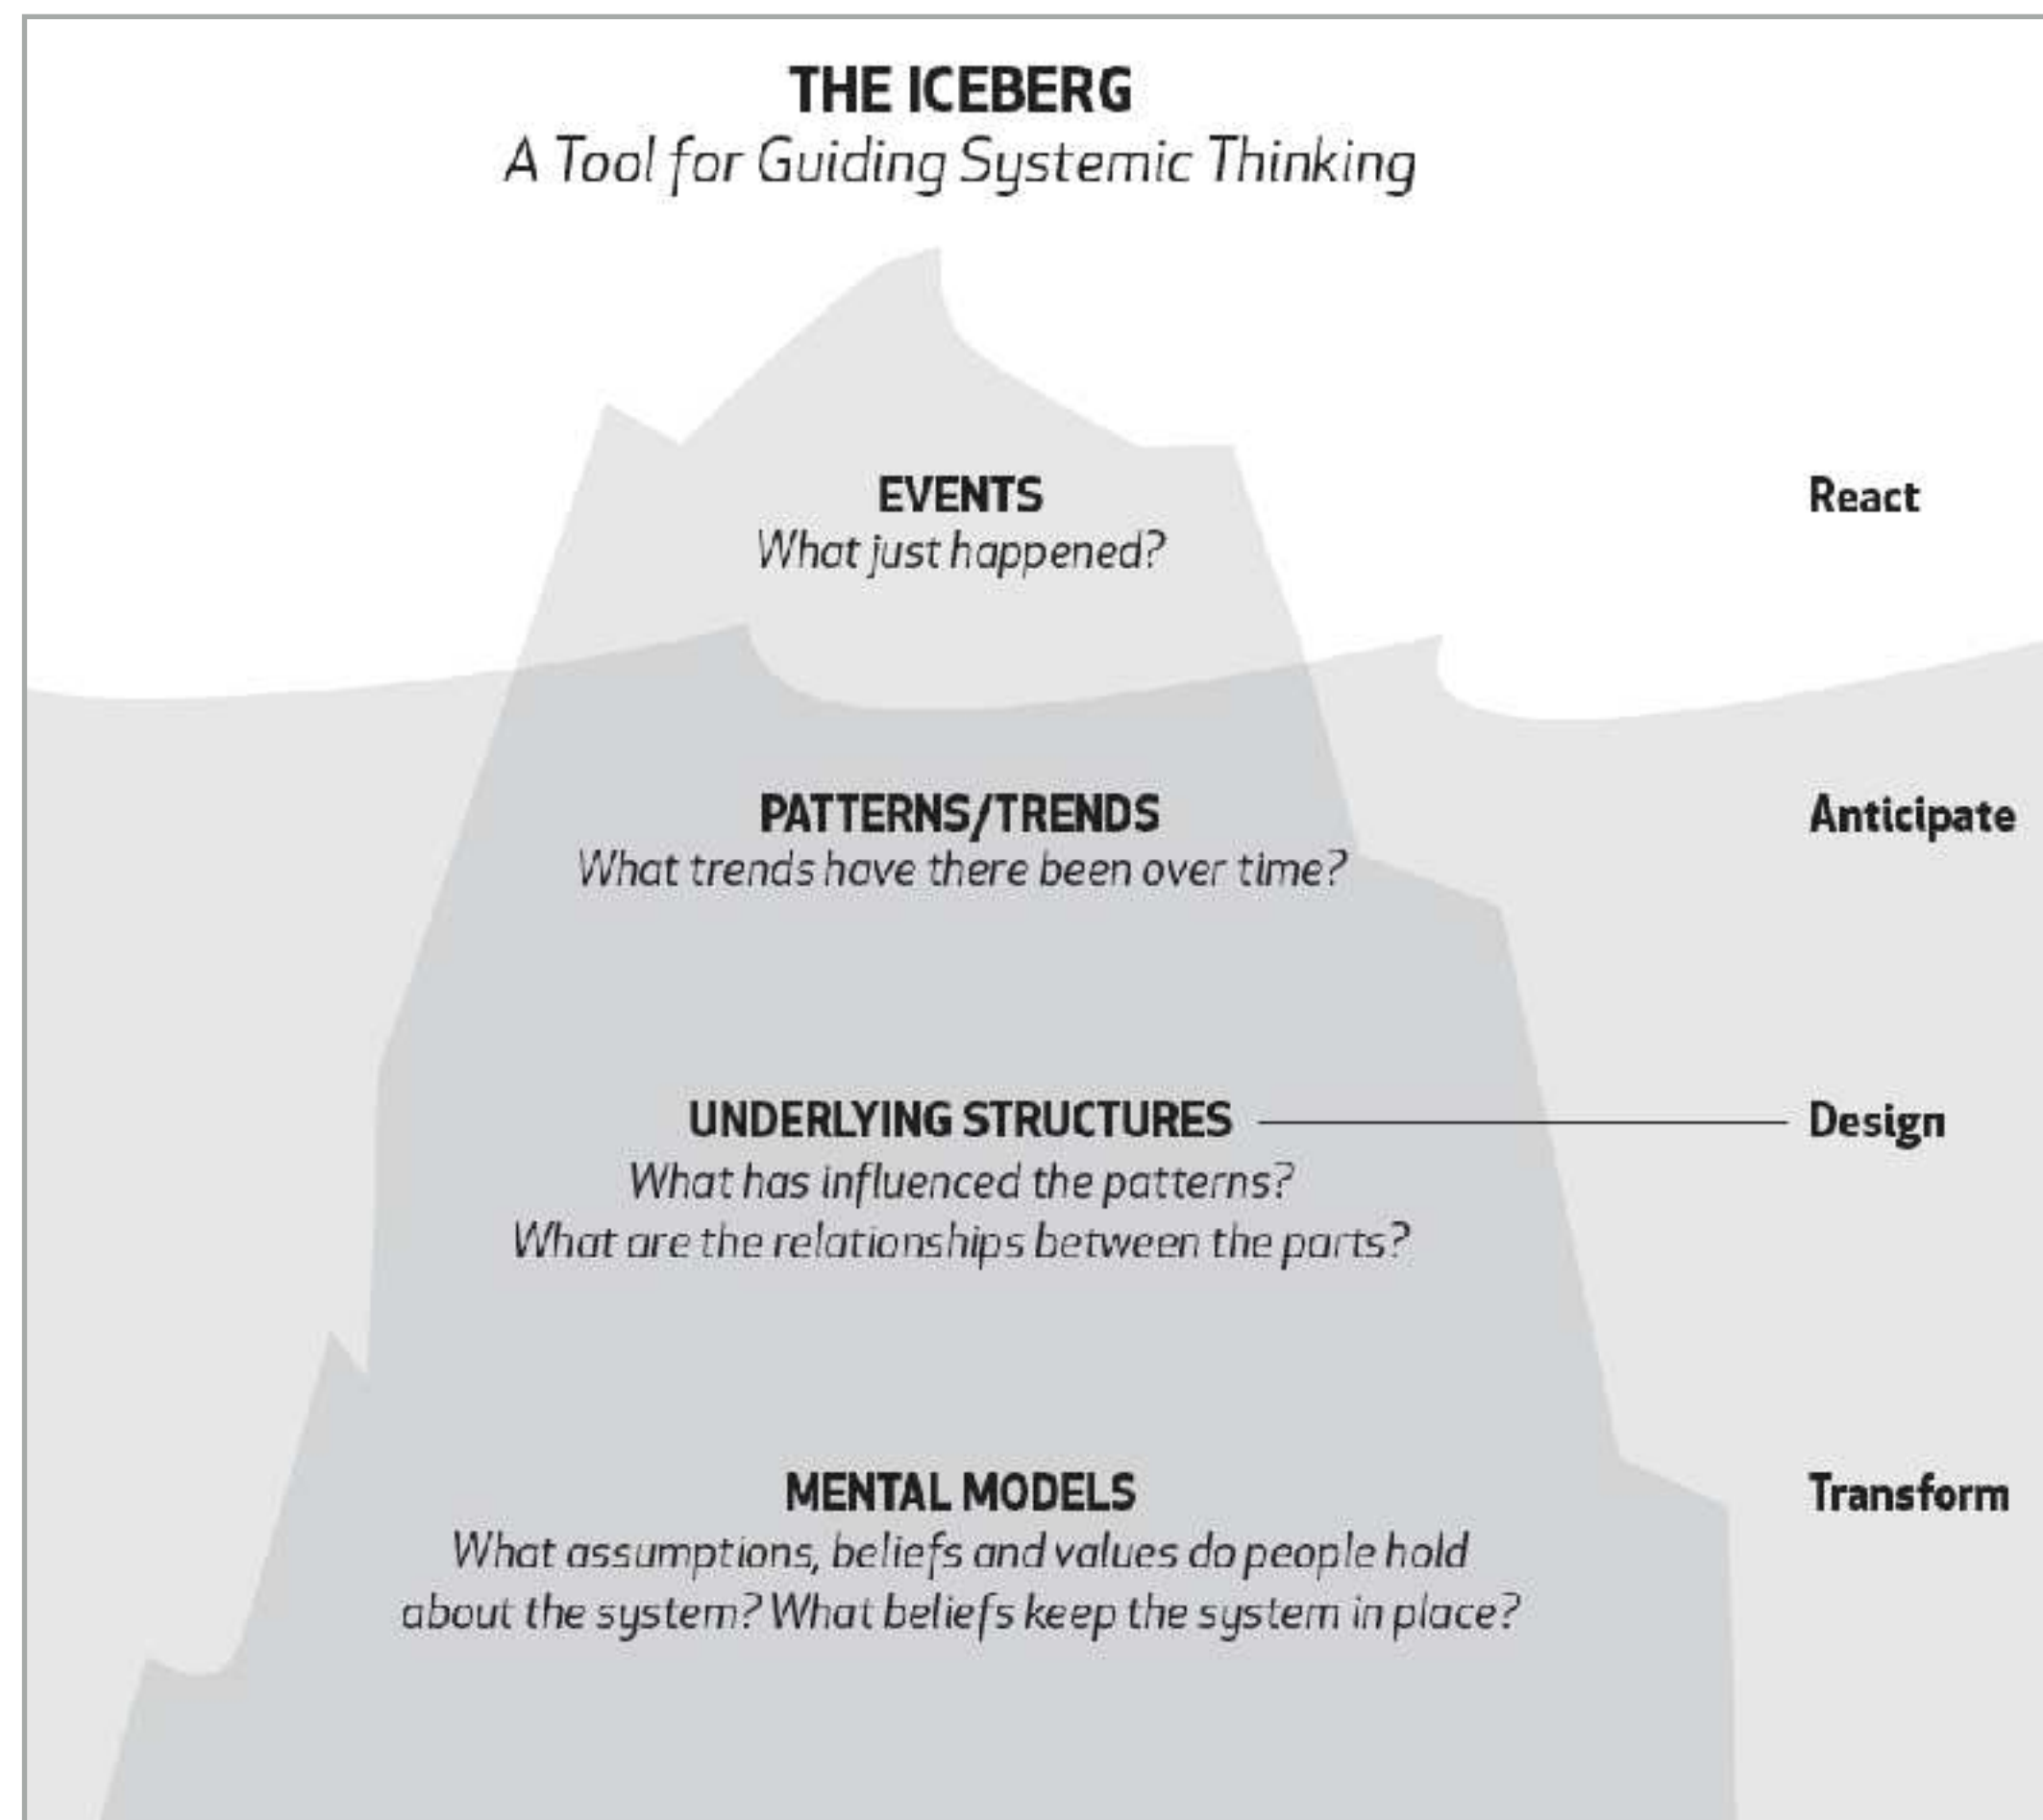 THE ICEBERG
A Tool for Guiding Systemic Thinking
EVENTS
React
What just happened?
PATTERNS/TRENDS
Anticipate
What trends have there been over time?
UNDERLYING STRUCTURES
Design
What has influenced the patterns?
What are the relationships between the parts?
MENTAL MODELS
Transform
What assumptions, beliefs and values do people hold
about the system? What beliefs keep the system in place?